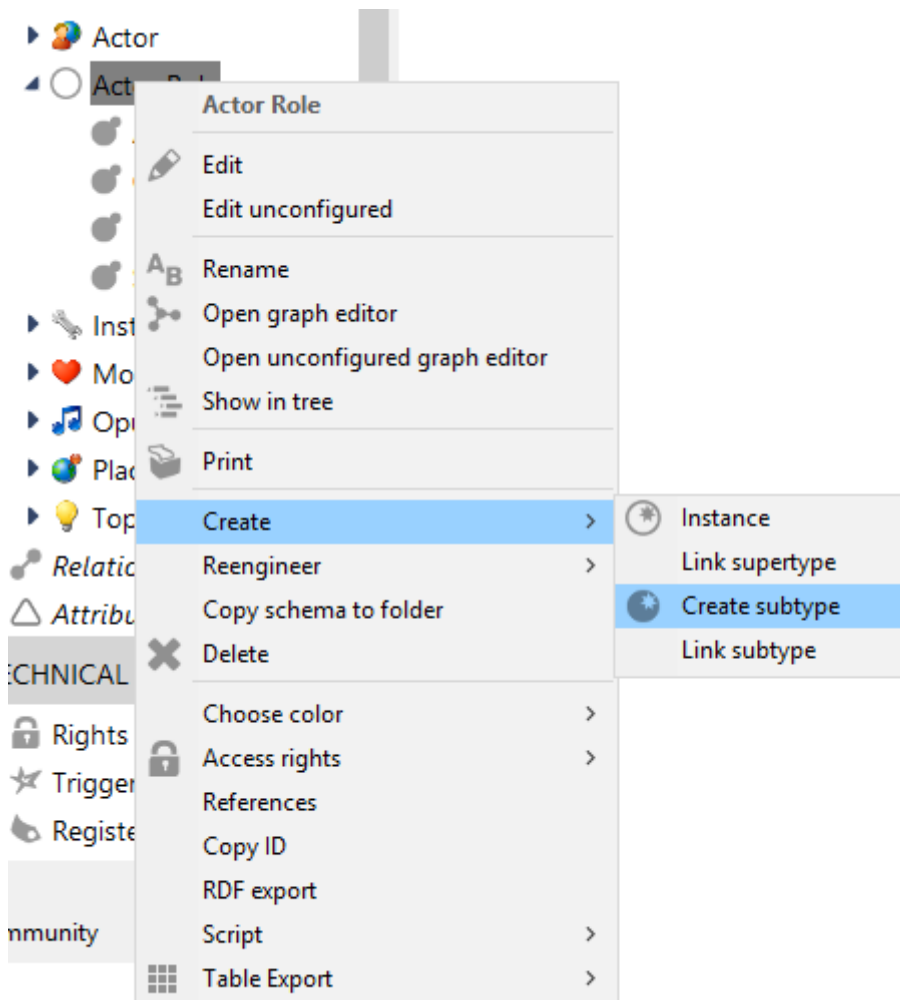 Actor
Actor Role
Edit
Edit unconfigured
Rename
Open graph editor
Open unconfigured graph editor
Show in tree
Print
Create
Instance
Link supertype
Reengineer
Create subtype
Copy schema to folder
Link subtype
Delete
Choose color
Rights
Access rights
References
Copy ID
RDF export
Script
Table Export